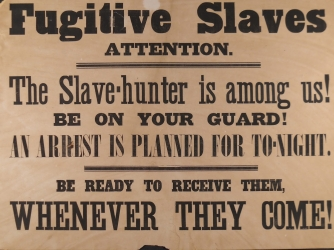 Fugitive Slaves
ATTENTION.
The Slave-hunter is among us!
BE ON YOUR GUARD!
AN ARREST IS PLANNED FOR TO-NIGHT.
BE READY TO RECEIVE THEM,
WHENEVER THEY COME!